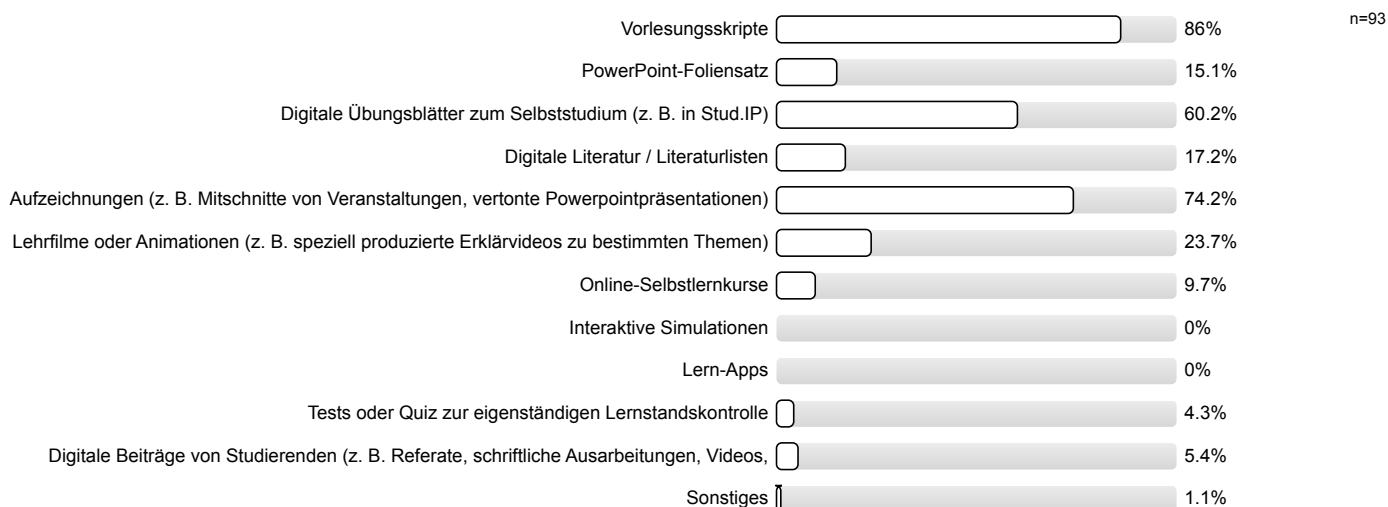 Vorlesungsskripte 86% n=93
PowerPoint-Foliensatz 15.1%
Digitale Übungsblätter zum Selbststudium (z. B. in Stud.IP) 60.2%
Digitale Literatur / Literaturlisten 17.2%
Aufzeichnungen (z. B. Mitschnitte von Veranstaltungen, vertonte Powerpointpräsentationen) 74.2%
Lehrfilme oder Animationen (z. B. speziell produzierte Erklärvideos zu bestimmten Themen) 23.7%
Online-Selbstlernkurse 9.7%
Interaktive Simulationen 0%
Lern-Apps 0%
Tests oder Quiz zur eigenständigen Lernstandskontrolle 4.3%
Digitale Beiträge von Studierenden (z. B. Referate, schriftliche Ausarbeitungen, Videos, 5.4%
Sonstiges 1.1%